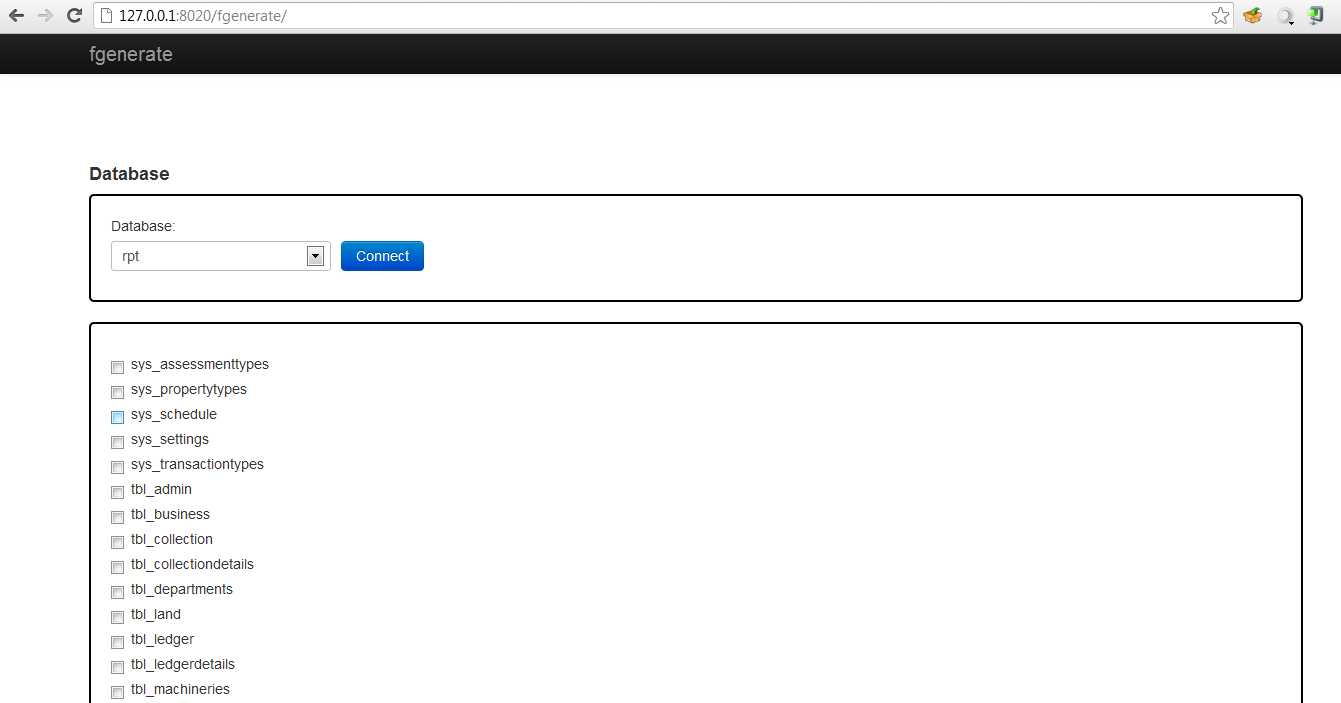 127.0.0.1:8020/fgenerate/
fgenerate
Database
Database:
rpt
Connect
sys_assessmenttypes
sys_propertytypes
sys_schedule
sys_settings
sys_transactiontypes
tbl_admin
tbl_business
tbl_collection
tbl_collectiondetails
tbl_departments
tbl_land
tbl_ledger
tbl_ledgerdetails
tbl_machineries